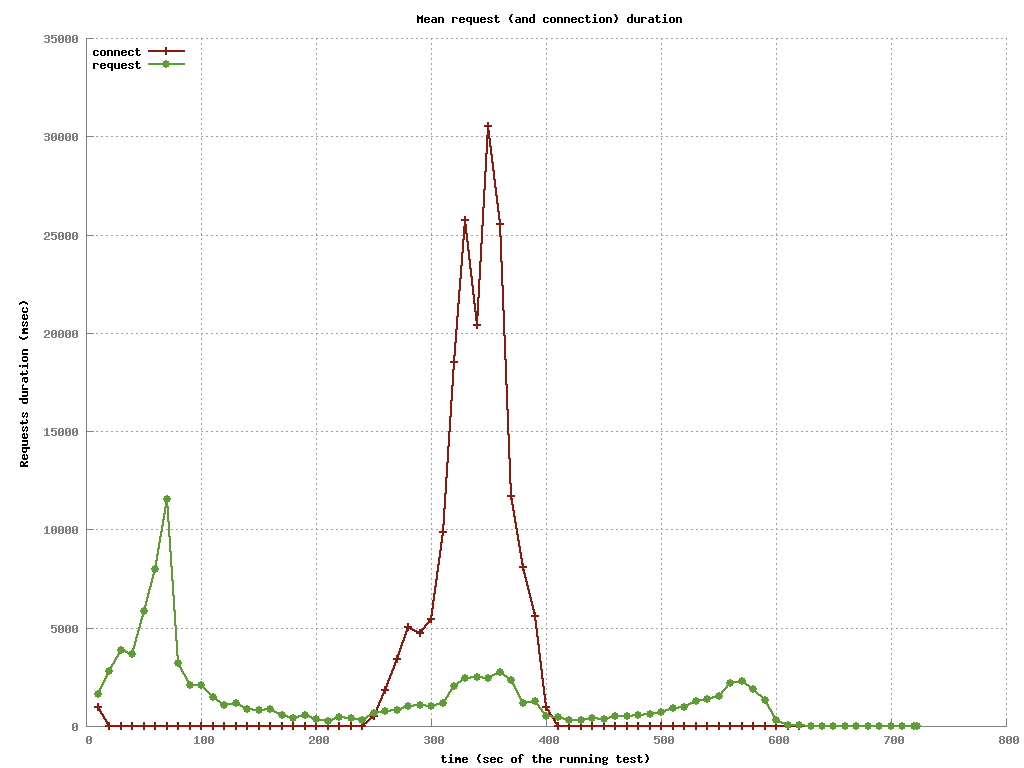 Mean request (and connection) duration
connect
request
35000
30000
25000
20000
15000
10000
5000
0
Requests duration (msec)
0 100 200 300 400 500 600 700 800
time (sec of the running test)